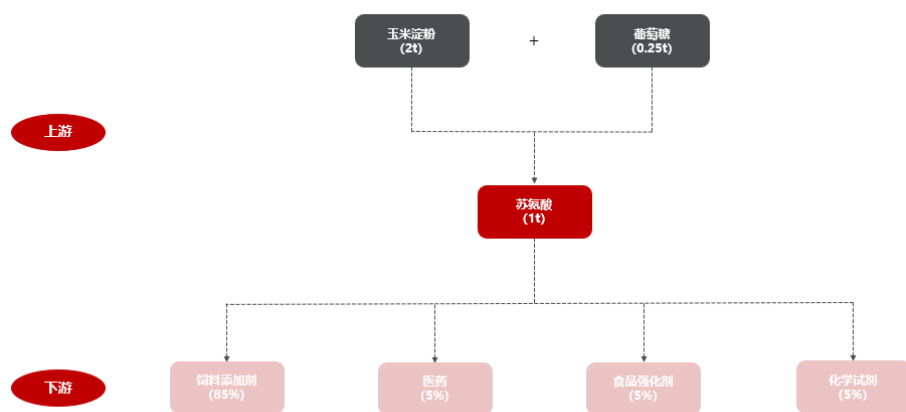 玉米淀粉
(2t)
+
葡萄糖
(0.25t)
上游
苏氨酸
(1t)
下游
饲料添加剂
(85%)
医药
(5%)
食品强化剂
(5%)
化学试剂
(5%)